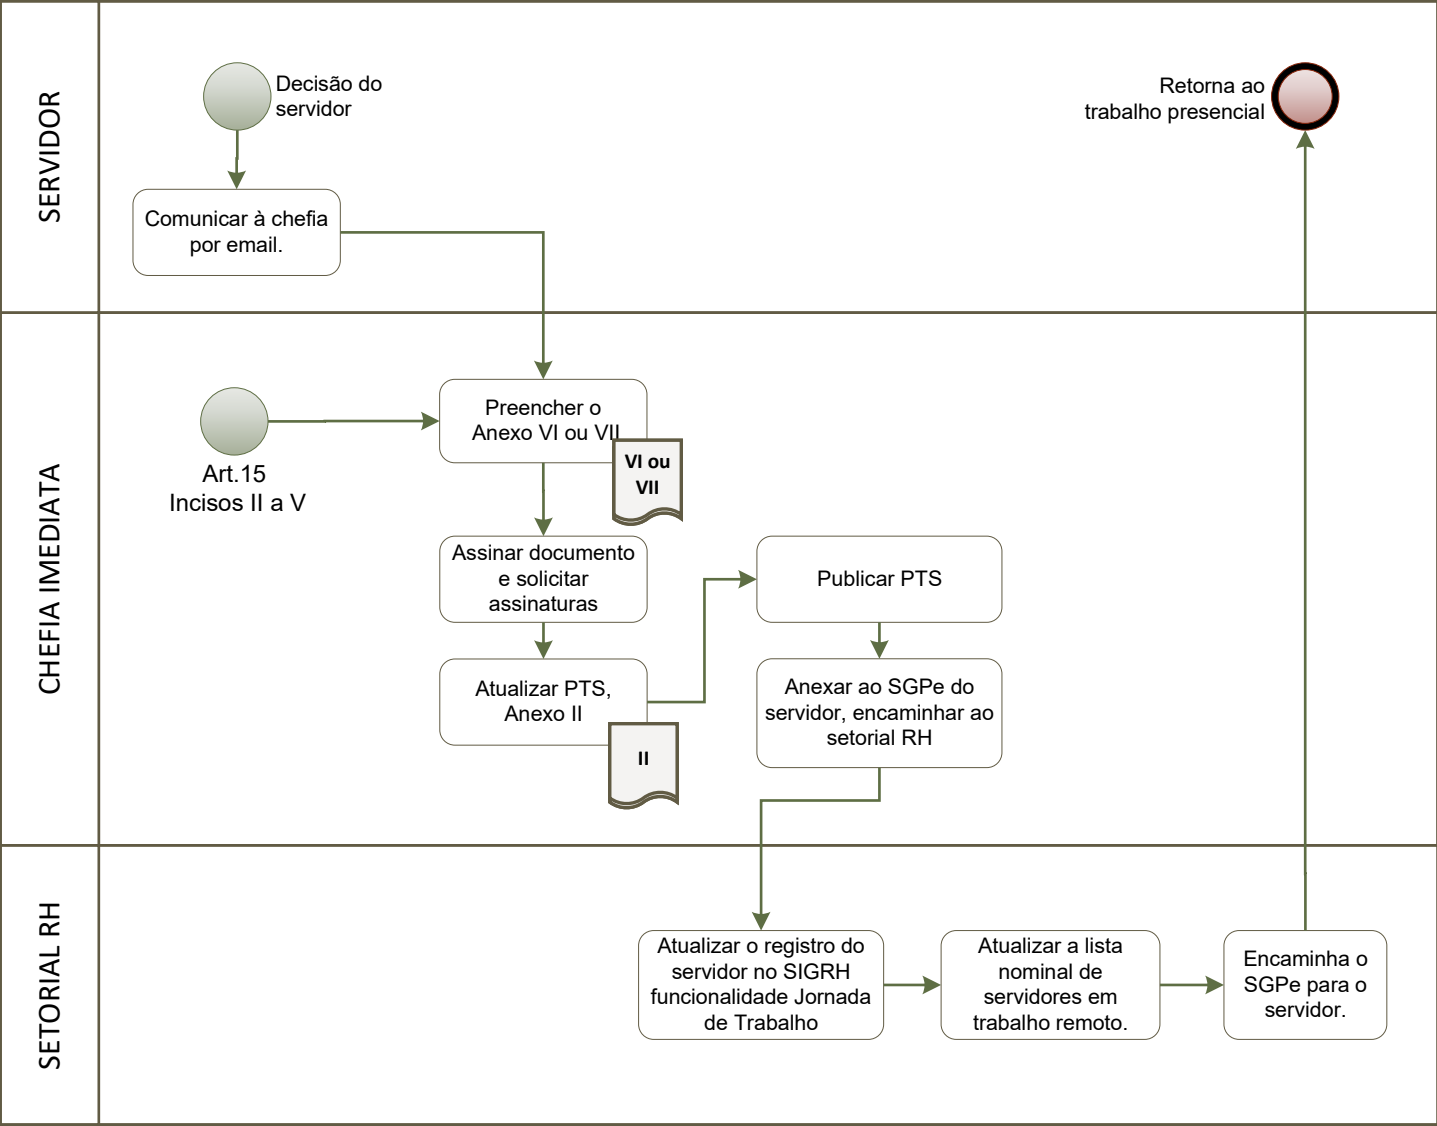 SERVIDOR
Decisão do
servidor
Retorna ao
trabalho presencial
Comunicar à chefia
por email.
CHEFIA IMEDIATA
Art.15
Incisos II a V
Preencher o
Anexo VI ou VII
VI ou
VII
Assinar documento
e solicitar
assinaturas
Atualizar PTS,
Anexo II
II
Publicar PTS
Anexar ao SGPe do
servidor, encaminhar ao
setorial RH
SETORIAL RH
Atualizar o registro do
servidor no SIGRH
funcionalidade Jornada
de Trabalho
Atualizar a lista
nominal de
servidores em
trabalho remoto.
Encaminha o
SGPe para o
servidor.